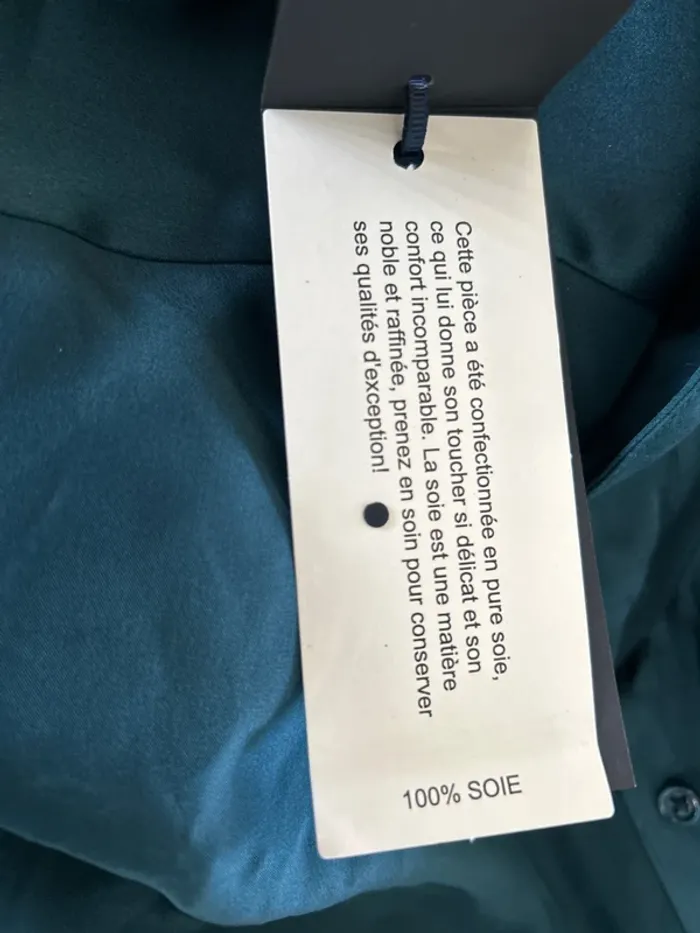 Cette pièce a été confectionnée en pure soie,
ce qui lui donne son toucher si délicat et son
confort incomparable. La soie est une matière
noble et raffinée, prenez en soin pour conserver
ses qualités d'exception!
100% SOIE